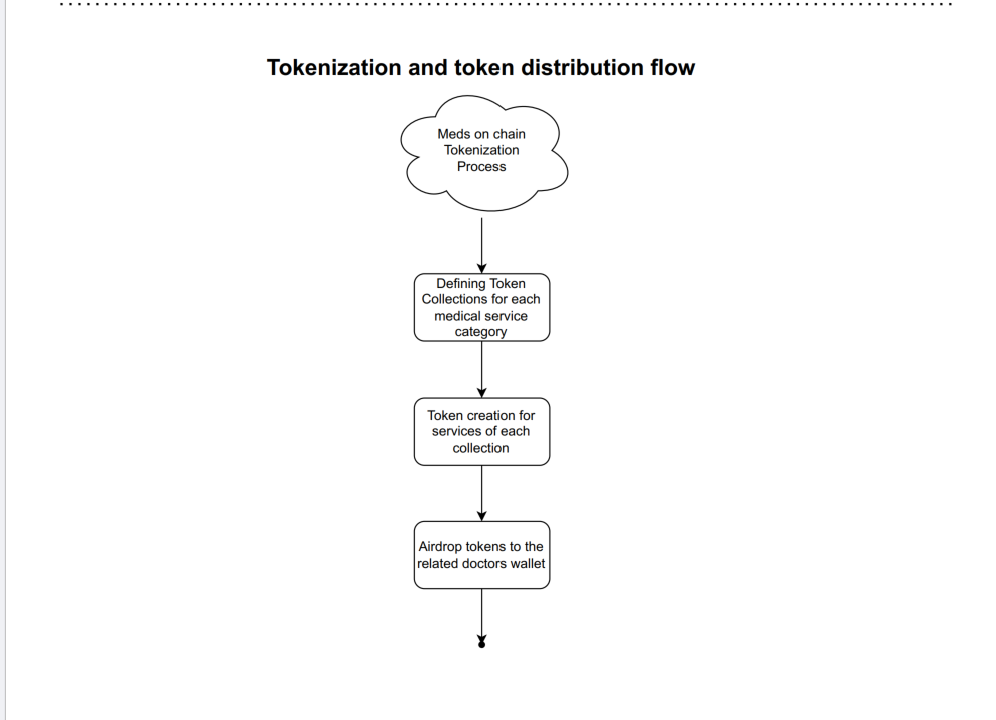 Tokenization and token distribution flow
Meds on chain
Tokenization
Process
Defining Token
Collections for each
medical service
category
Token creation for
services of each
collection
Airdrop tokens to the
related doctors wallet